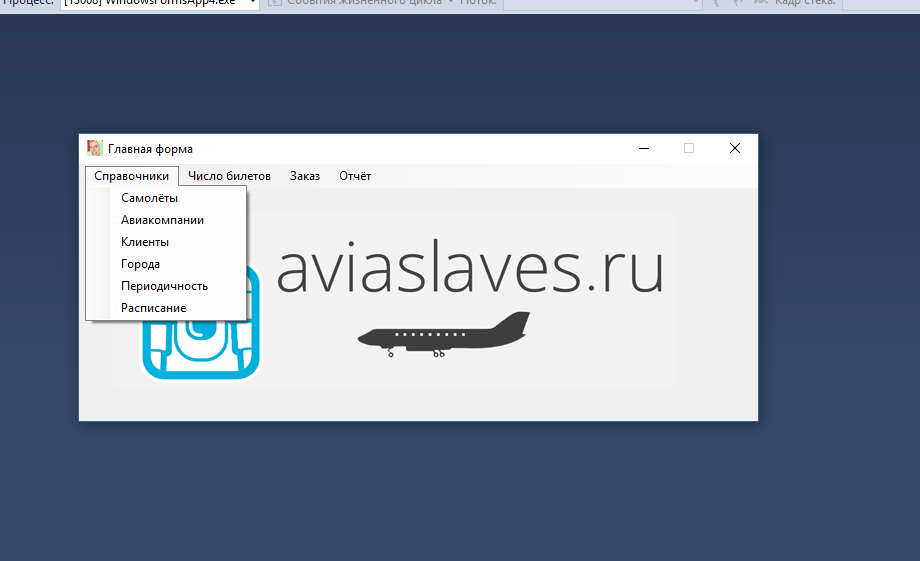 Процесс: [15008] WindowsFormsApp4.exe События жизненного цикла Поток: Кадр стека:
Главная форма
Справочники Число билетов Заказ Отчёт
Самолёты
Авиакомпании
Клиенты
Города
Периодичность
Расписание
aviaslaves.ru